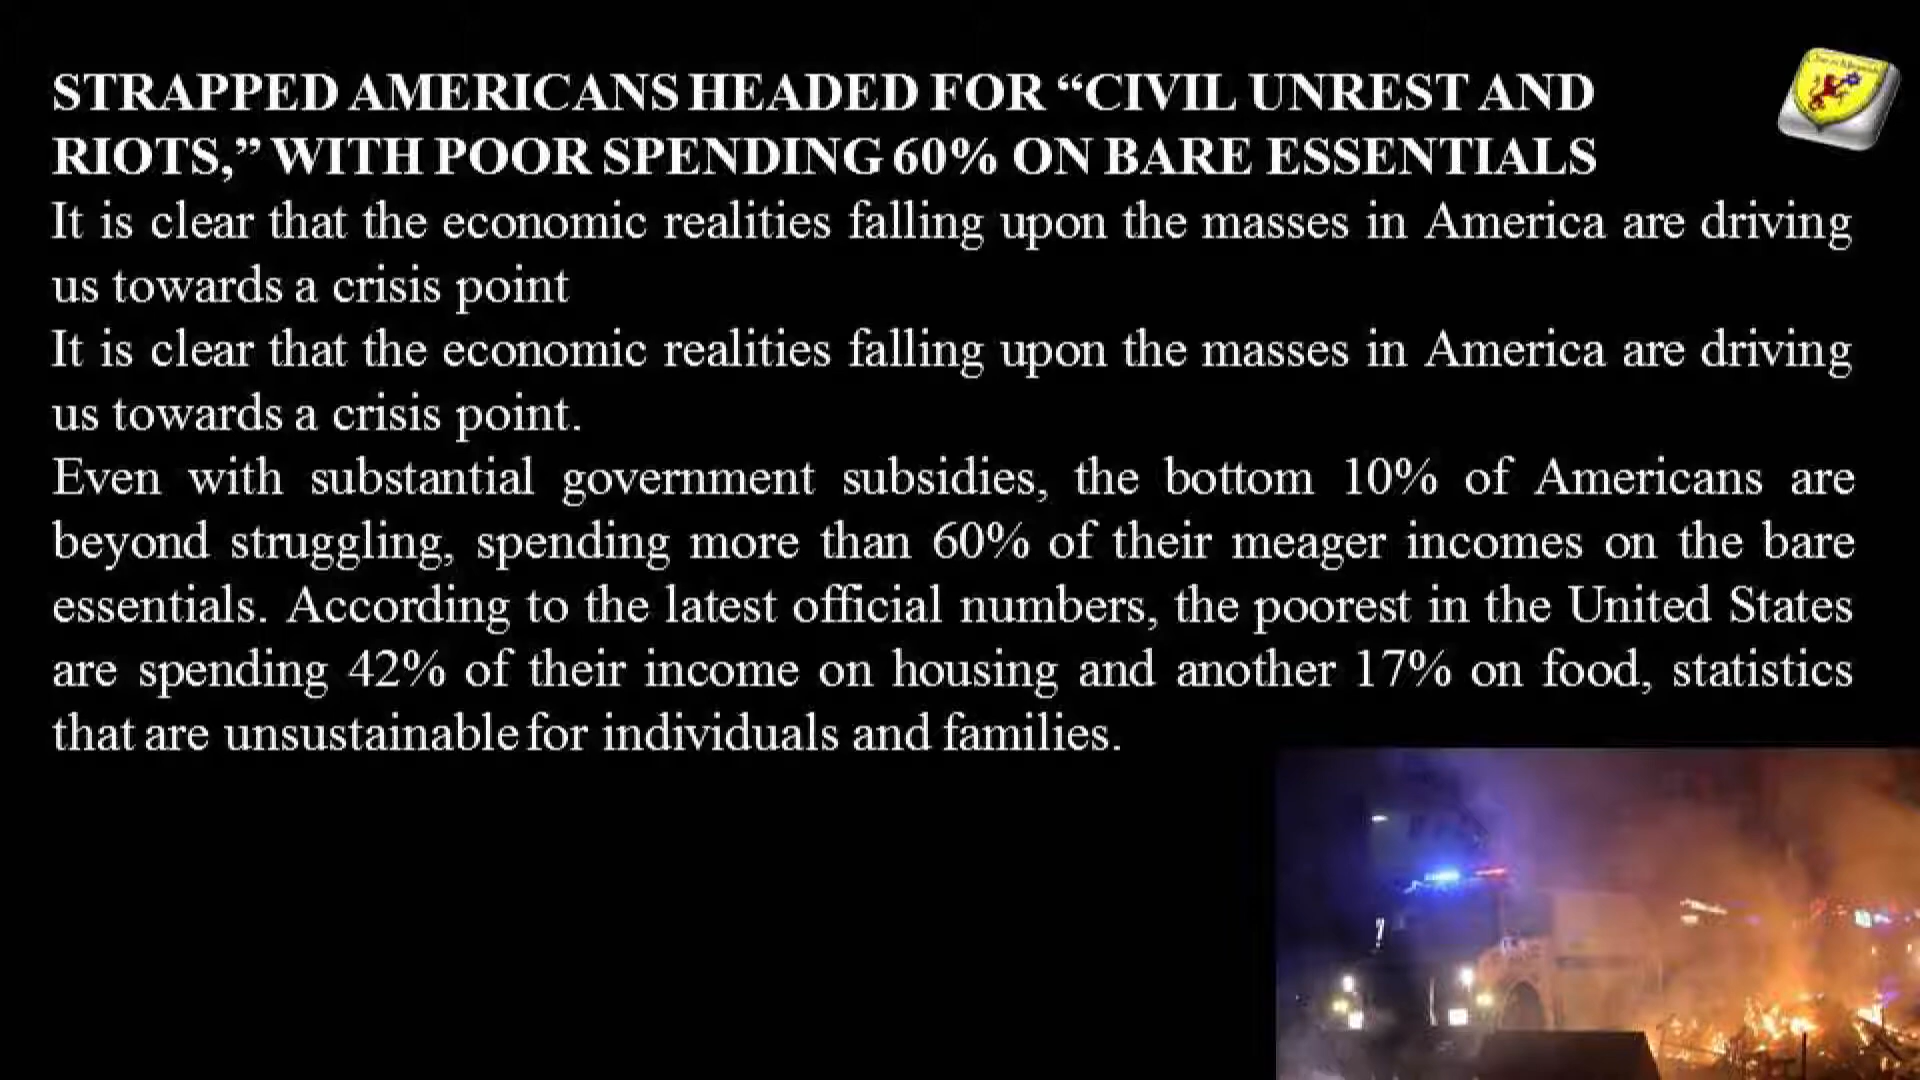 STRAPPED AMERICANS HEADED FOR “CIVIL UNREST AND
RIOTS,” WITH POOR SPENDING 60% ON BARE ESSENTIALS
It is clear that the economic realities falling upon the masses in America are driving
us towards a crisis point
It is clear that the economic realities falling upon the masses in America are driving
us towards a crisis point.
Even with substantial government subsidies, the bottom 10% of Americans are
beyond struggling, spending more than 60% of their meager incomes on the bare
essentials. According to the latest official numbers, the poorest in the United States
are spending 42% of their income on housing and another 17% on food, statistics
that are unsustainable for individuals and families.